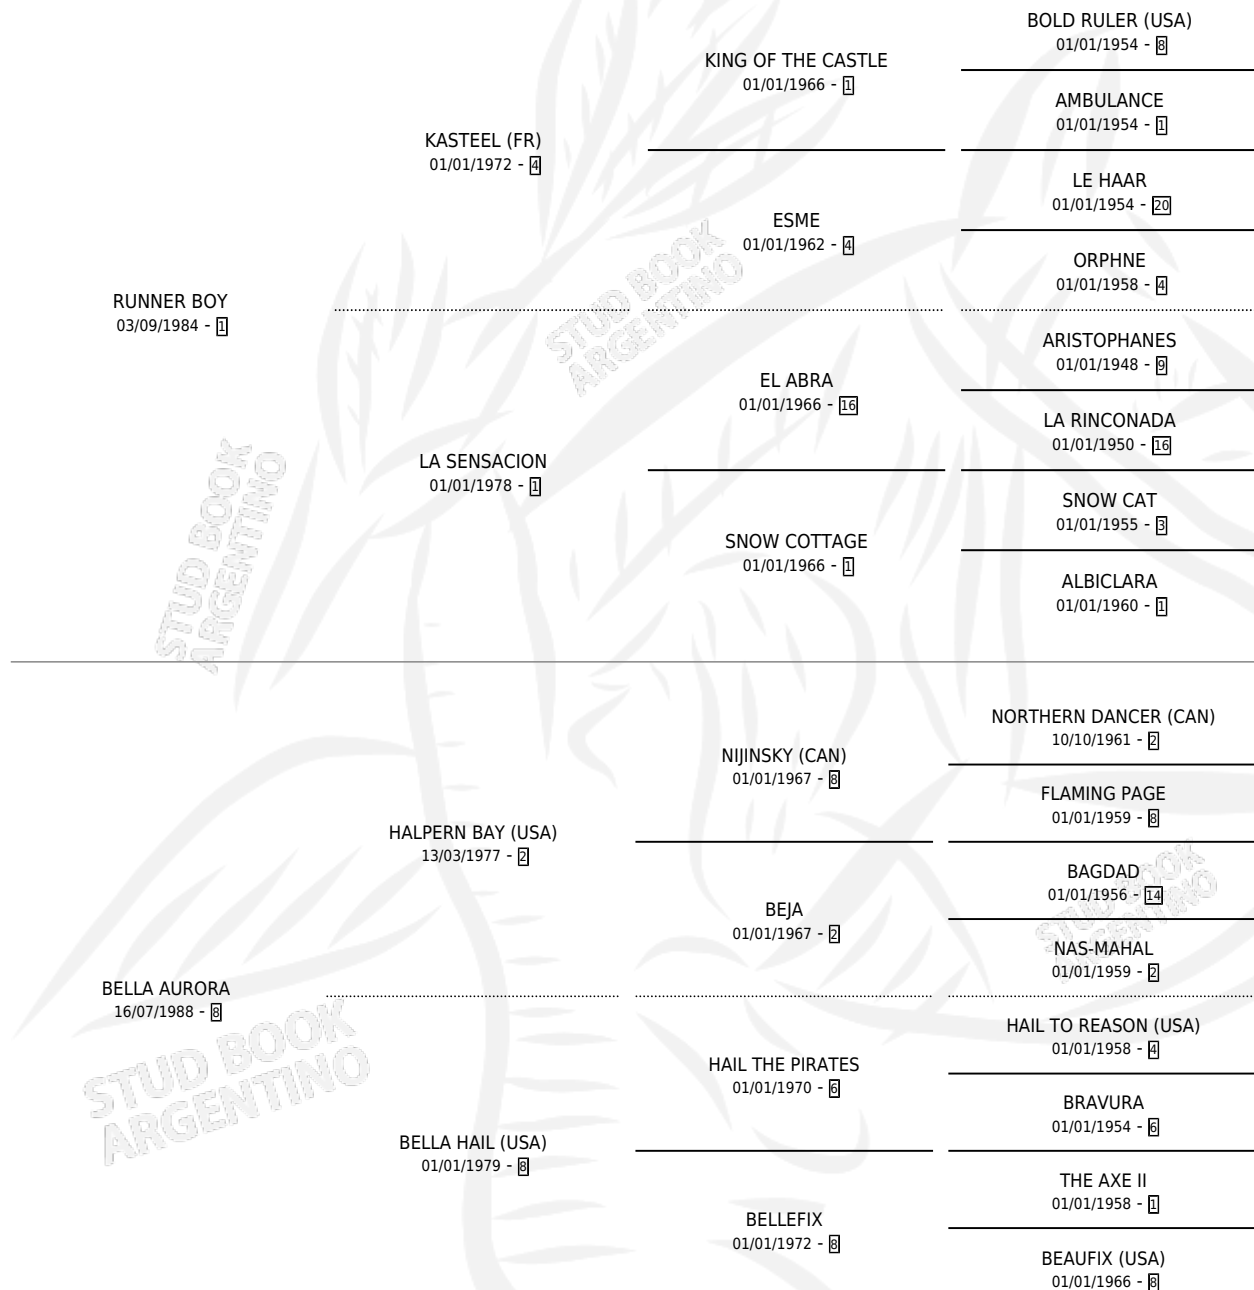 BOLD RULER (USA)
01/01/1954 - 8
KING OF THE CASTLE
01/01/1966 - 1
AMBULANCE
01/01/1954 - 1
KASTEEL (FR)
01/01/1972 - 4
LE HAAR
01/01/1954 - 20
ESME
01/01/1962 - 4
ORPHNE
01/01/1958 - 4
RUNNER BOY
03/09/1984 - 1
ARISTOPHANES
01/01/1948 - 9
EL ABRA
01/01/1966 - 16
LA RINCONADA
01/01/1950 - 16
LA SENSACION
01/01/1978 - 1
SNOW CAT
01/01/1955 - 3
SNOW COTTAGE
01/01/1966 - 1
ALBICLARA
01/01/1960 - 1
NORTHERN DANCER (CAN)
10/10/1961 - 2
NIJINSKY (CAN)
01/01/1967 - 8
FLAMING PAGE
01/01/1959 - 8
HALPERN BAY (USA)
13/03/1977 - 2
BAGDAD
01/01/1956 - 14
BEJA
01/01/1967 - 2
NAS-MAHAL
01/01/1959 - 2
BELLA AURORA
16/07/1988 - 8
HAIL TO REASON (USA)
01/01/1958 - 4
HAIL THE PIRATES
01/01/1970 - 6
BRAVURA
01/01/1954 - 6
BELLA HAIL (USA)
01/01/1979 - 8
THE AXE II
01/01/1958 - 1
BELLEFIX
01/01/1972 - 8
BEAUFIX (USA)
01/01/1966 - 8
STUD BOOK
ARGENTINO
STUD BOOK
ARGENTINO
STUD BOOK
ARGENTINO
STUD BOOK
ARGENTINO